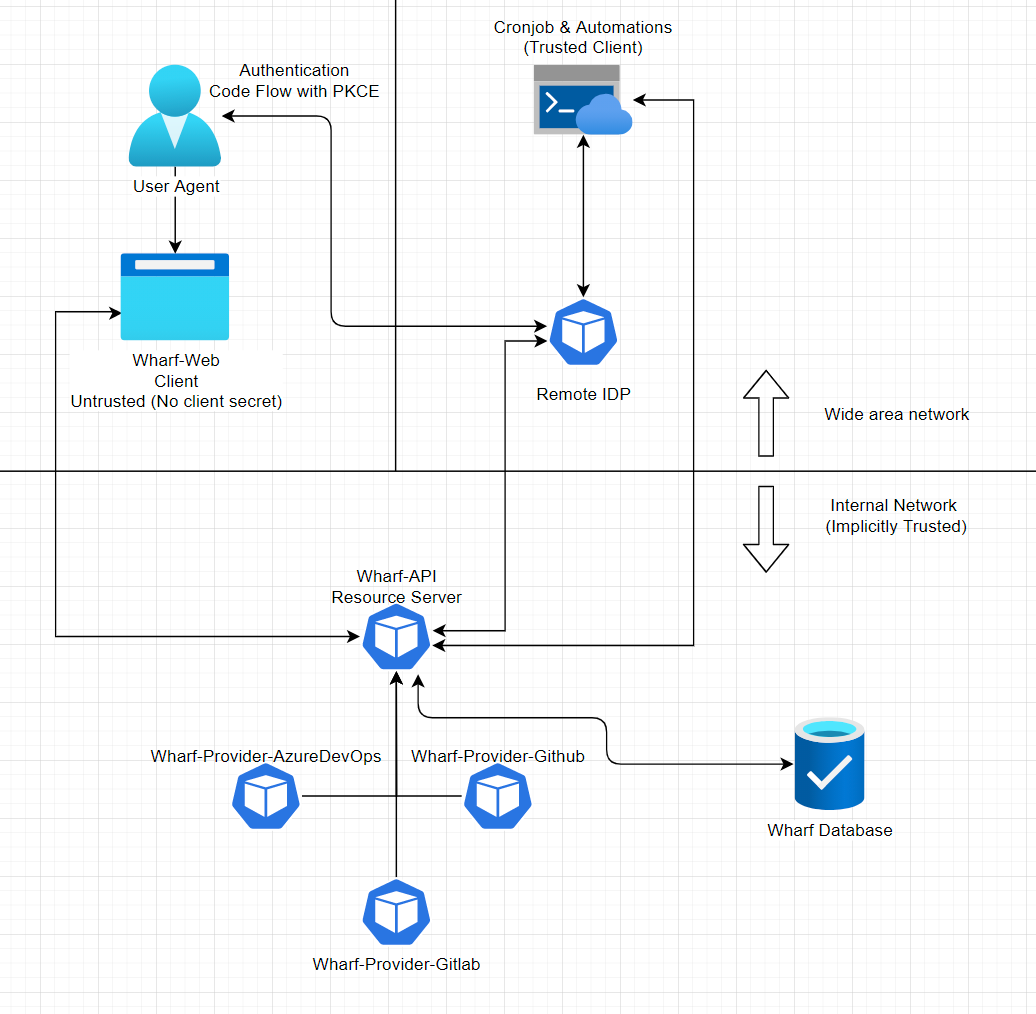 Cronjob & Automations
(Trusted Client)
Authentication
Code Flow with PKCE
User Agent
Wharf-Web
Client
Untrusted (No client secret)
Remote IDP
Wide area network
Internal Network
(Implicitly Trusted)
Wharf-API
Resource Server
Wharf-Provider-AzureDevOps
Wharf-Provider-Github
Wharf Database
Wharf-Provider-Gitlab